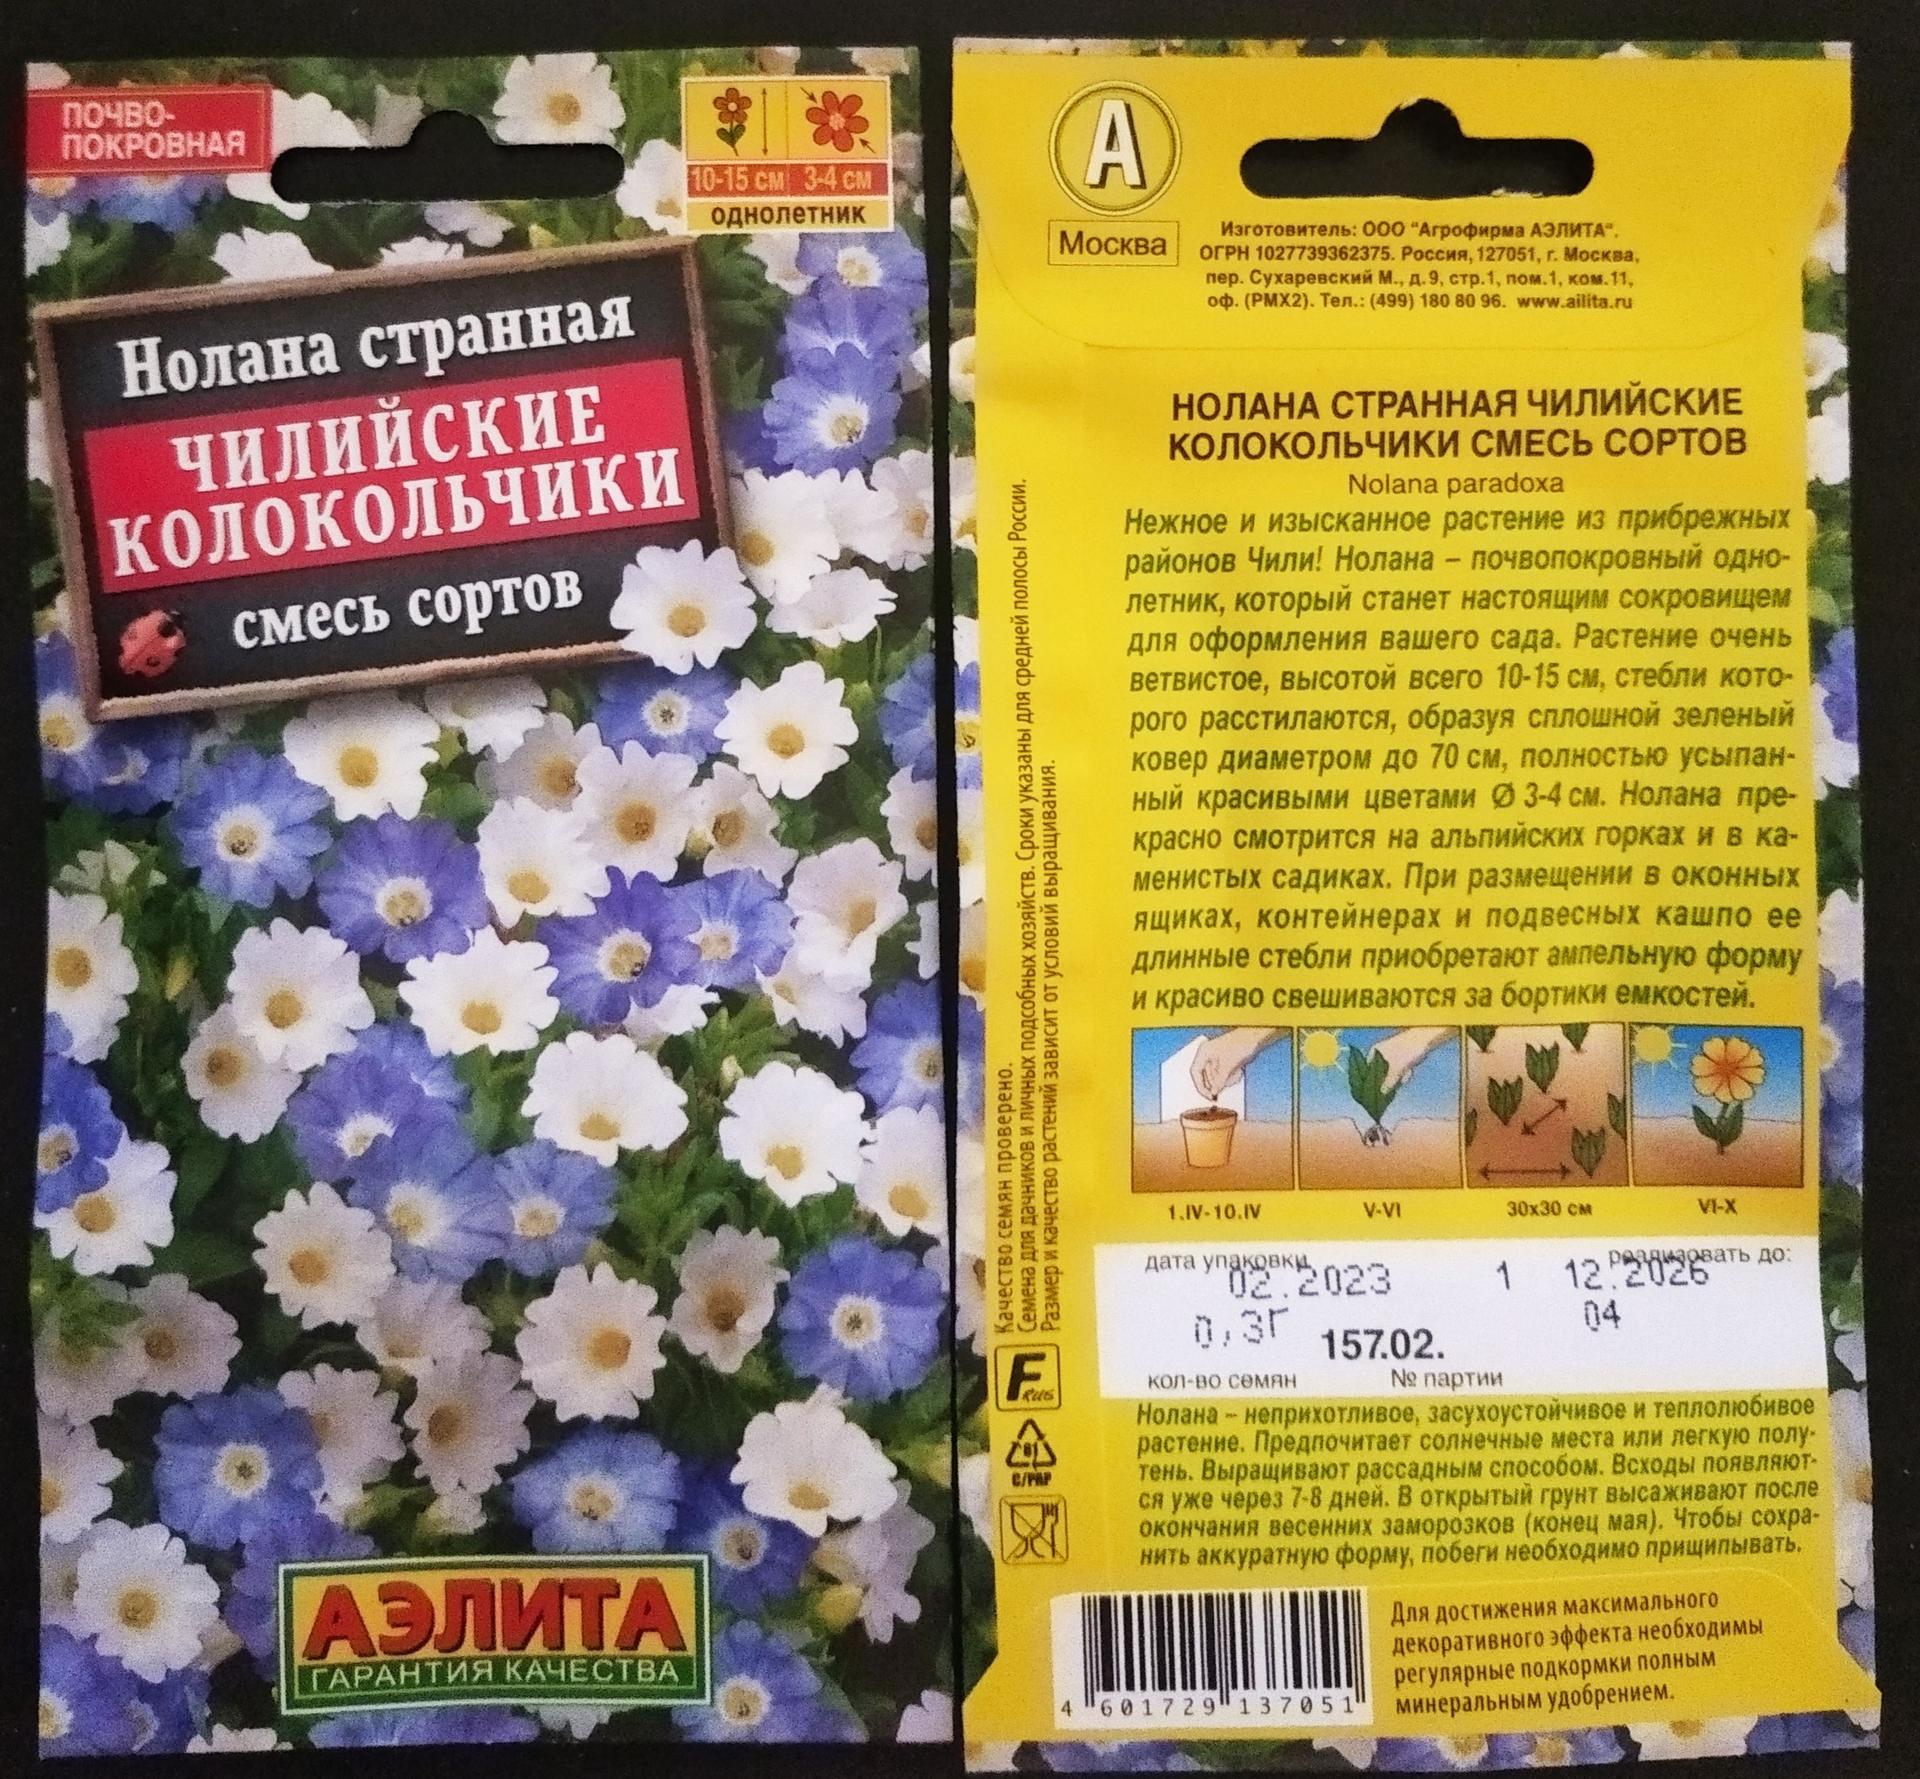 ПОЧВО-
ПОКРОВНАЯ
10-15 см 3-4 см
однолетник
Нолана странная
ЧИЛИЙСКИЕ
КОЛОКОЛЬЧИКИ
смесь сортов
АЭЛИТА
ГАРАНТИЯ КАЧЕСТВА
А
Москва
Изготовитель: ООО "Агрофирма АЭЛИТА".
ОГРН 1027739362375. Россия, 127051, г. Москва,
пер. Сухаревский М., д.9, стр.1, пом.1, ком.11,
оф. (РМХ2). Тел.: (499) 180 80 96. www.ailita.ru
НОЛАНА СТРАННАЯ ЧИЛИЙСКИЕ
КОЛОКОЛЬЧИКИ СМЕСЬ СОРТОВ
Nolana paradoxa
Нежное и изысканное растение из прибрежных
районов Чили! Нолана – почвопокровный одно-
летник, который станет настоящим сокровищем
для оформления вашего сада. Растение очень
ветвистое, высотой всего 10-15 см, стебли кото-
рого расстилаются, образуя сплошной зеленый
ковер диаметром до 70 см, полностью усыпан-
ный красивыми цветами Ø 3-4 см. Нолана пре-
красно смотрится на альпийских горках и в ка-
менистых садиках. При размещении в оконных
ящиках, контейнерах и подвесных кашпо ее
длинные стебли приобретают ампельную форму
и красиво свешиваются за бортики емкостей.
1.IV-10.IV V-VI 30x30 см VI-X
дата упаковки реализовать до:
02.2023 1 12.2026
0,3Г 157.02. 04
кол-во семян № партии
Нолана – неприхотливое, засухоустойчивое и теплолюбивое
растение. Предпочитает солнечные места или легкую полу-
тень. Выращивают рассадным способом. Всходы появляют-
ся уже через 7-8 дней. В открытый грунт высаживают после
окончания весенних заморозков (конец мая). Чтобы сохра-
нить аккуратную форму, побеги необходимо прищипывать.
Для достижения максимального
декоративного эффекта необходимы
регулярные подкормки полным
минеральным удобрением.
4 601729 137051
Качество семян проверено.
Семена для дачников и личных подсобных хозяйств. Сроки указаны для средней полосы России.
Размер и качество растений зависит от условий выращивания.
F
RUS
81
C/PAP